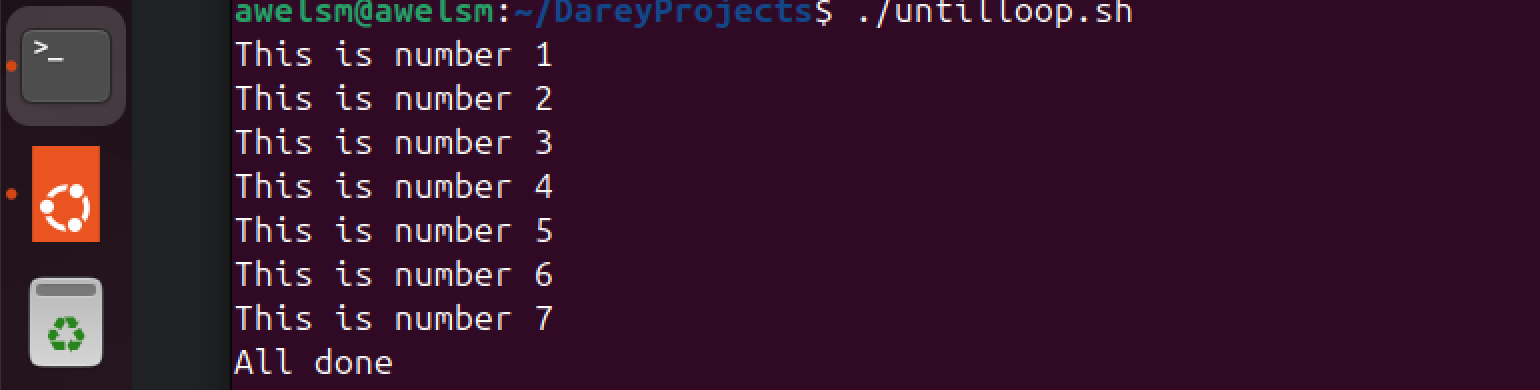 >_
awelsm@awelsm:~/DareyProjects$ ./untilloop.sh
This is number 1
This is number 2
This is number 3
This is number 4
This is number 5
This is number 6
This is number 7
All done